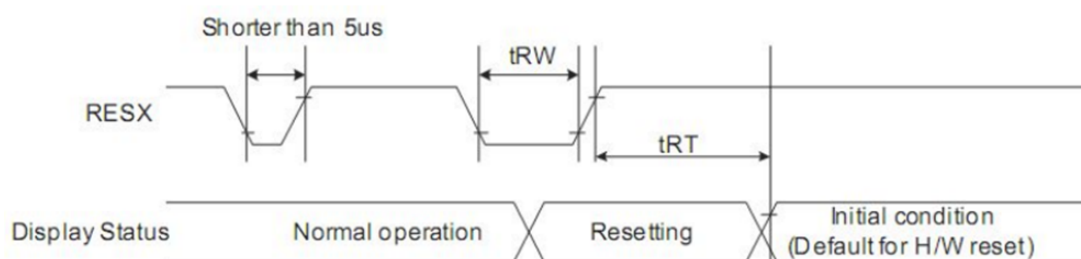 Shorter than 5us
tRW
RESX
tRT
Display Status
Normal operation
Resetting
Initial condition
(Default for H/W reset)